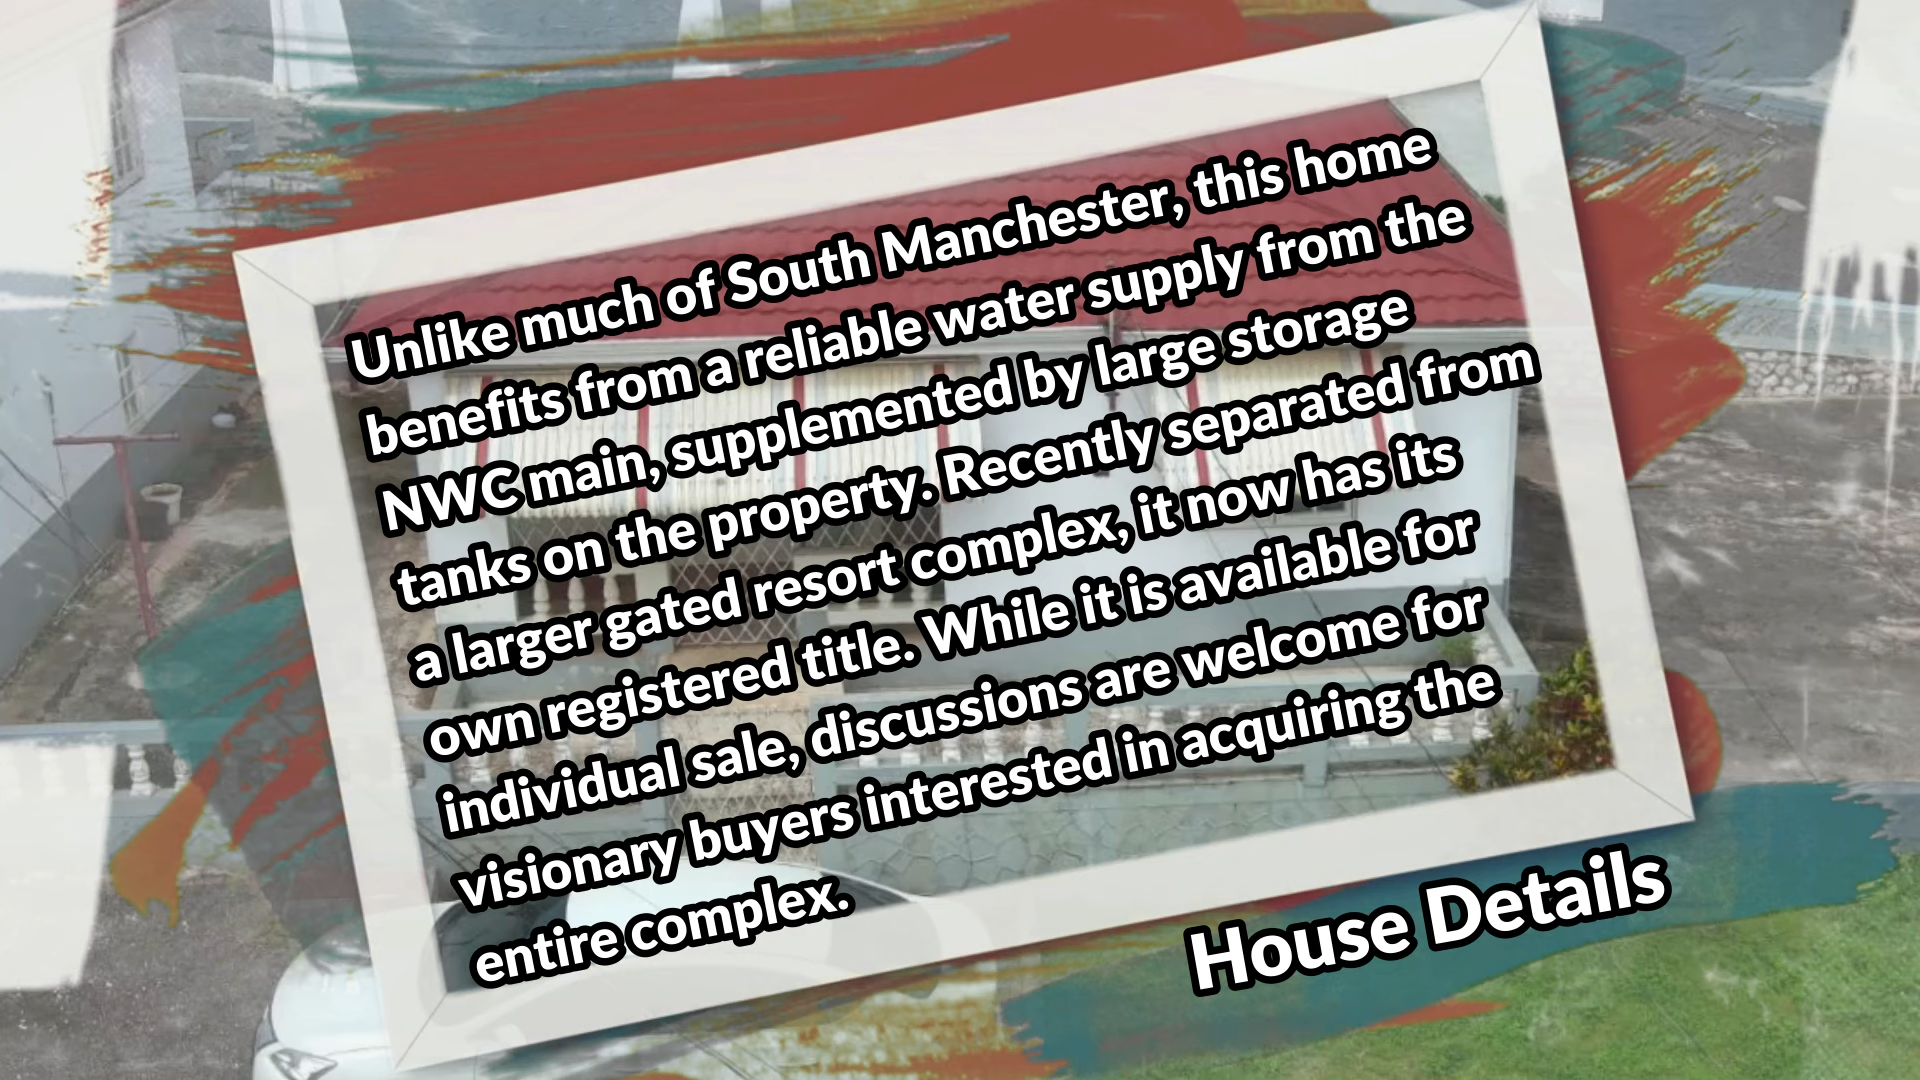 Unlike much of South Manchester, this home
benefits from a reliable water supply from the
NWC main, supplemented by large storage
tanks on the property. Recently separated from
a larger gated resort complex, it now has its
own registered title. While it is available for
individual sale, discussions are welcome for
visionary buyers interested in acquiring the
entire complex.
House Details